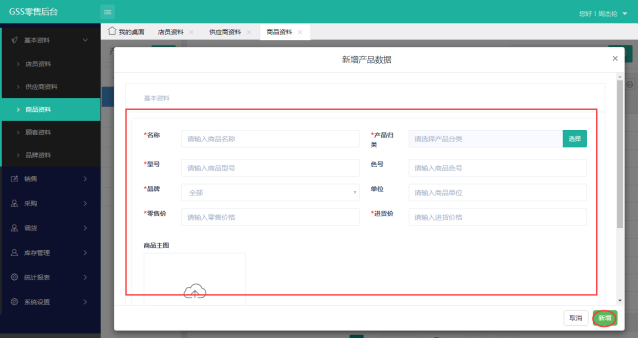 GSS零售后台
您好！
基本资料
店员资料
供应商资料
商品资料
顾客资料
品牌资料
销售
采购
调拨
库存管理
统计报表
系统设置
我的桌面 店员资料 × 供应商资料 × 商品资料 ×
新增产品数据 ×
基本资料
*名称 请输入商品名称 *产品归类 请选择产品分类 选择
*型号 请输入商品型号 色号 请输入商品色号
*品牌 全部 单位 请输入商品单位
*零售价 请输入零售价格 *进货价 请输入进货价格
商品主图
取消 新增